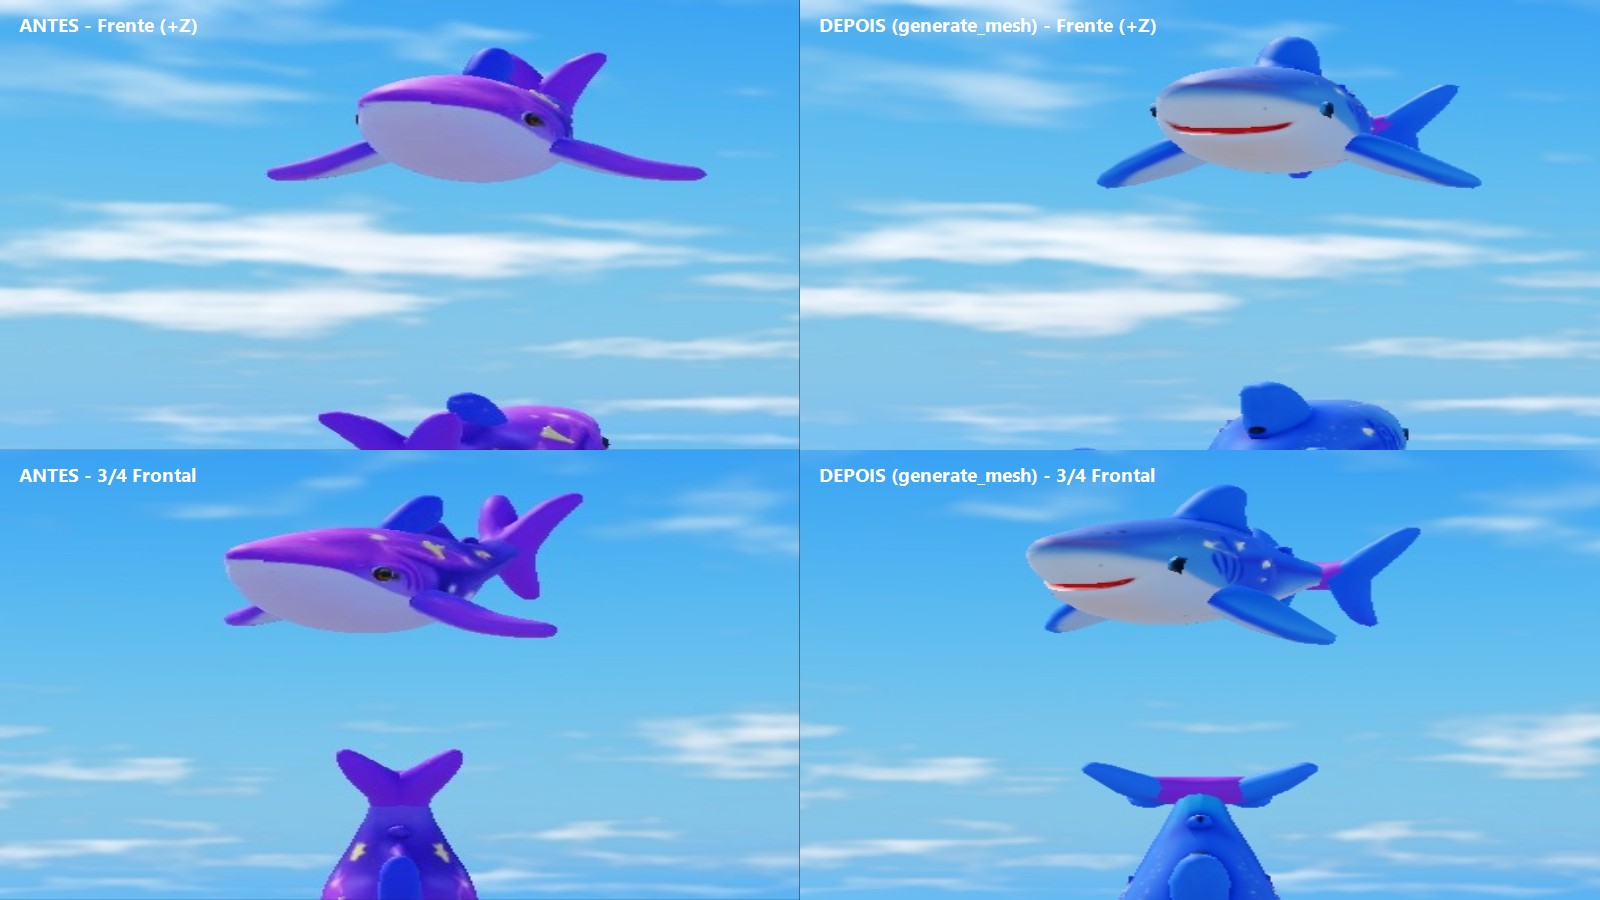 ANTES - Frente (+Z)
DEPOIS (generate_mesh) - Frente (+Z)
ANTES - 3/4 Frontal
DEPOIS (generate_mesh) - 3/4 Frontal